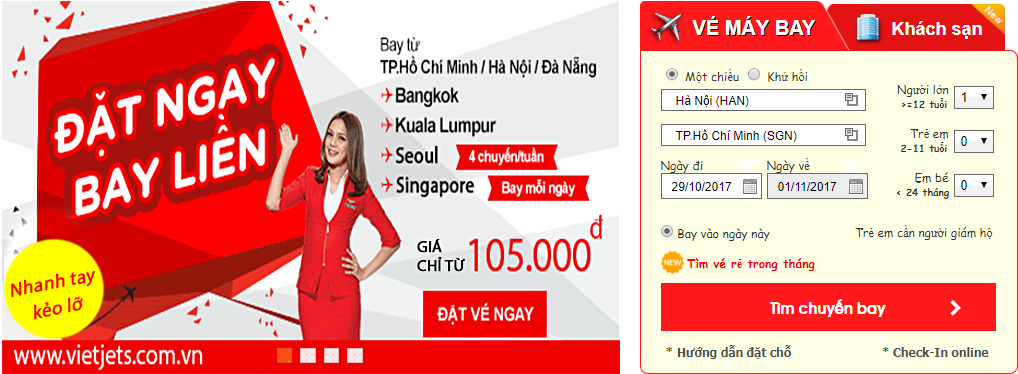 ĐẶT NGAY
BAY LIỀN
Nhanh tay
kẻo lỡ
Bay từ
TP.Hồ Chí Minh / Hà Nội / Đà Nẵng
Bangkok
Kuala Lumpur
Seoul 4 chuyến/tuần
Singapore Bay mỗi ngày
GIÁ
CHỈ TỪ 105.000đ
ĐẶT VÉ NGAY
www.vietjets.com.vn
VÉ MÁY BAY
Khách sạn
New
Một chiều Khứ hồi
Hà Nội (HAN)
Người lớn
>=12 tuổi
1
TP.Hồ Chí Minh (SGN)
Trẻ em
2-11 tuổi
0
Ngày đi Ngày về
29/10/2017 01/11/2017
Em bé
< 24 tháng
0
Bay vào ngày này Trẻ em cần người giám hộ
NEW Tìm vé rẻ trong tháng
Tìm chuyến bay
* Hướng dẫn đặt chỗ * Check-In online